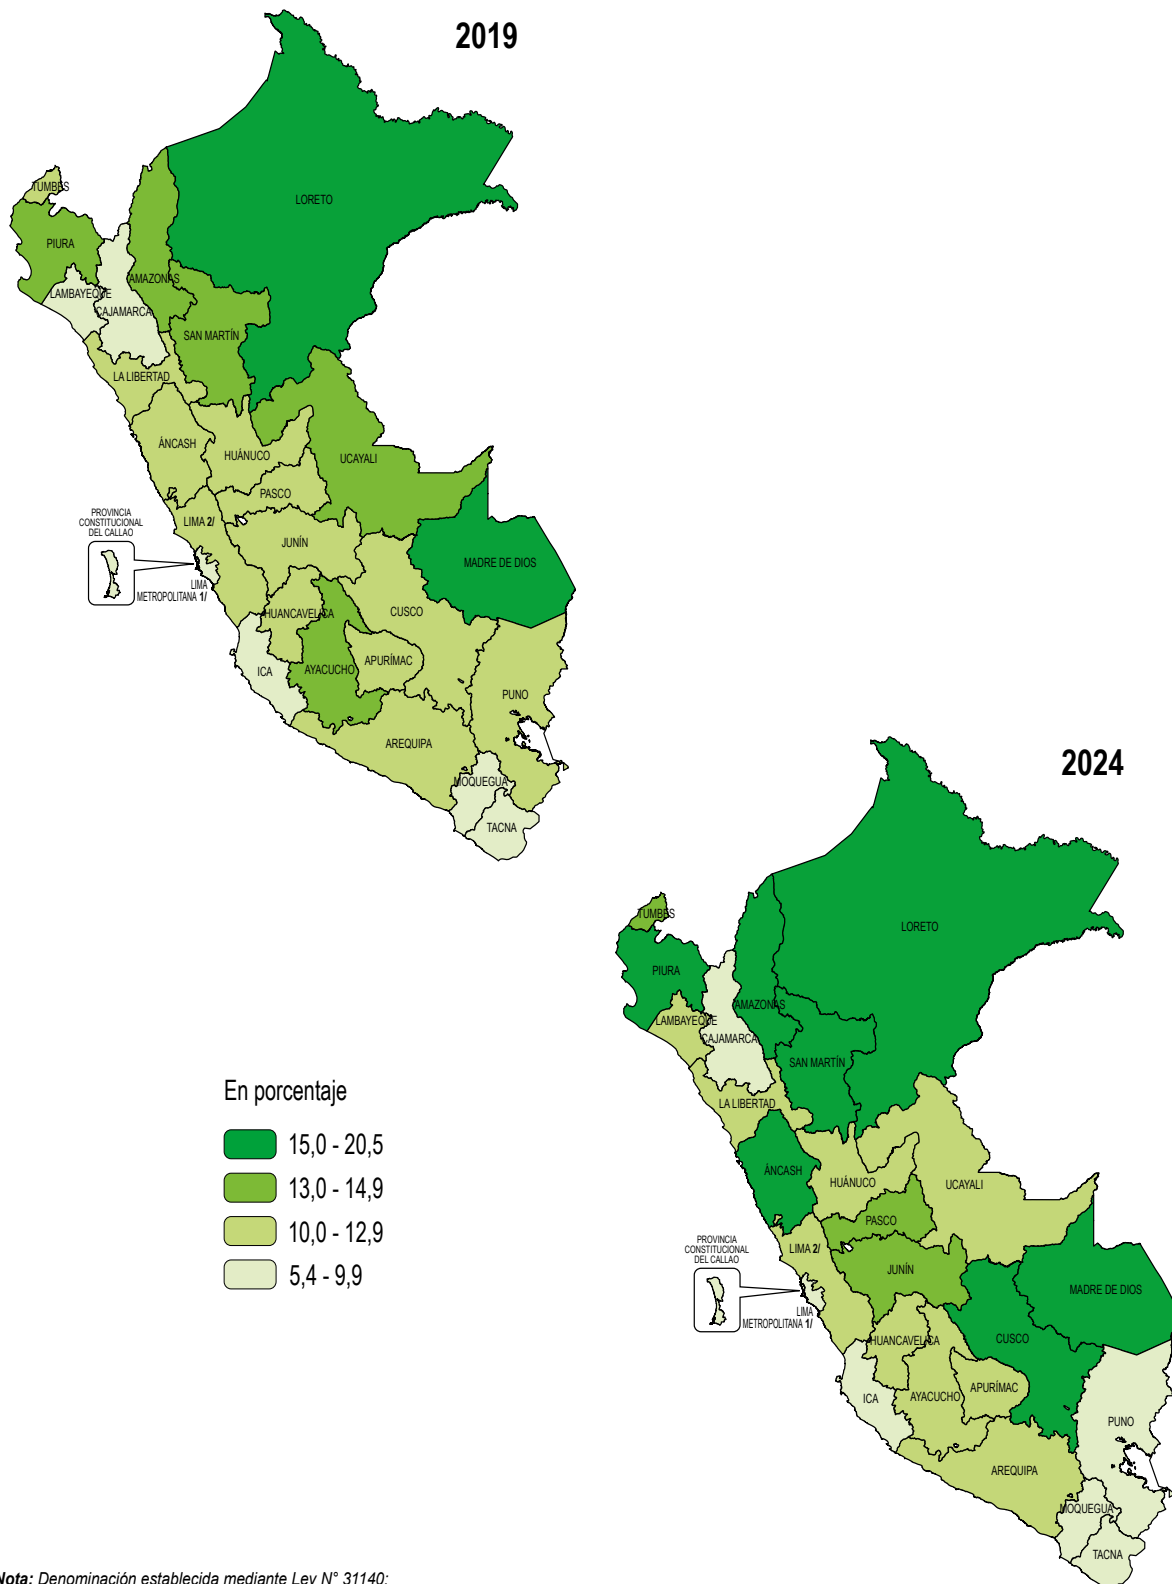 2019
LORETO
TUMBES
PIURA
LAMBAYEQUE
AMAZONAS
CAJAMARCA
SAN MARTÍN
LA LIBERTAD
ÁNCASH
HUÁNUCO
UCAYALI
PASCO
PROVINCIA
CONSTITUCIONAL
DEL CALLAO
LIMA 2/
JUNÍN
MADRE DE DIOS
LIMA
METROPOLITANA 1/
HUANCAVELICA
CUSCO
ICA
AYACUCHO
APURÍMAC
PUNO
AREQUIPA
MOQUEGUA
TACNA
2024
LORETO
TUMBES
PIURA
LAMBAYEQUE
AMAZONAS
CAJAMARCA
SAN MARTÍN
LA LIBERTAD
ÁNCASH
HUÁNUCO
UCAYALI
PASCO
PROVINCIA
CONSTITUCIONAL
DEL CALLAO
LIMA 2/
JUNÍN
MADRE DE DIOS
LIMA
METROPOLITANA 1/
HUANCAVELICA
CUSCO
ICA
AYACUCHO
APURÍMAC
PUNO
AREQUIPA
MOQUEGUA
TACNA
En porcentaje
15,0 - 20,5
13,0 - 14,9
10,0 - 12,9
5,4 - 9,9
Nota: Denominación establecida mediante Ley N° 31140: